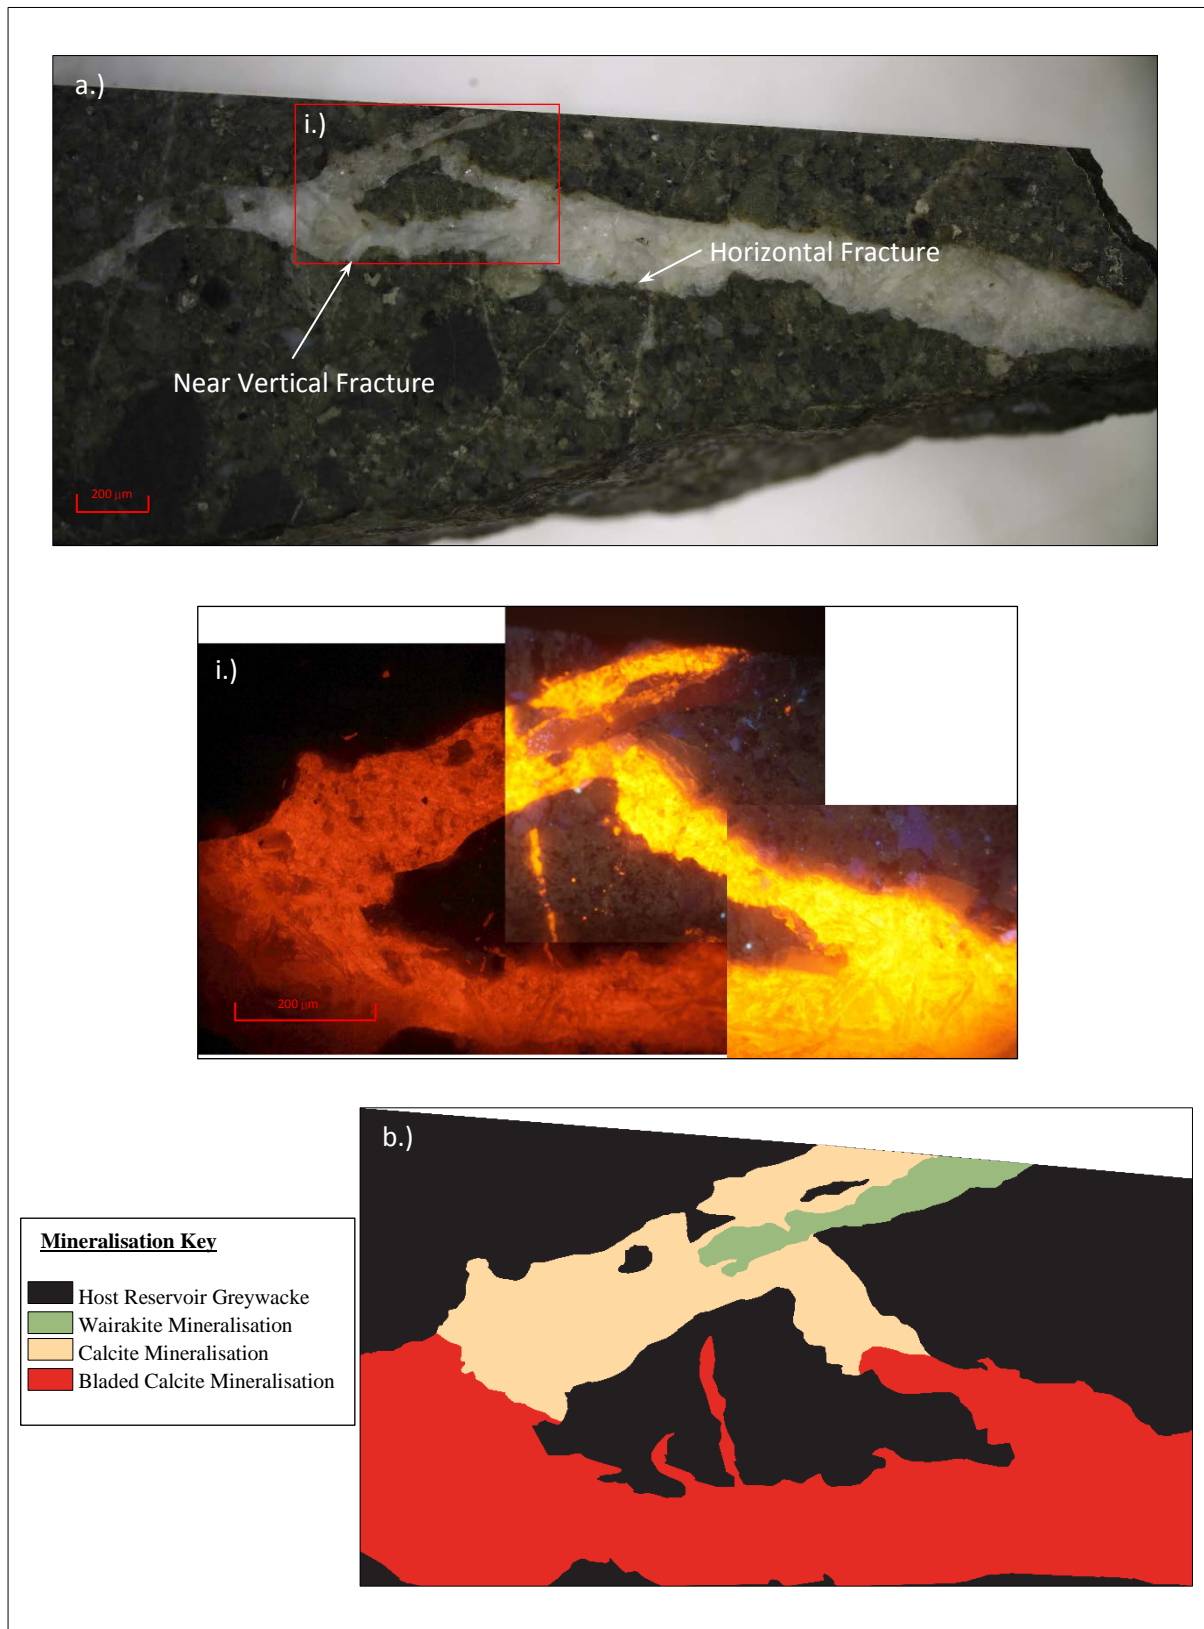 a.)
i.)
Horizontal Fracture
Near Vertical Fracture
200 µm
i.)
200 µm
b.)
Mineralisation Key
Host Reservoir Greywacke
Wairakite Mineralisation
Calcite Mineralisation
Bladed Calcite Mineralisation